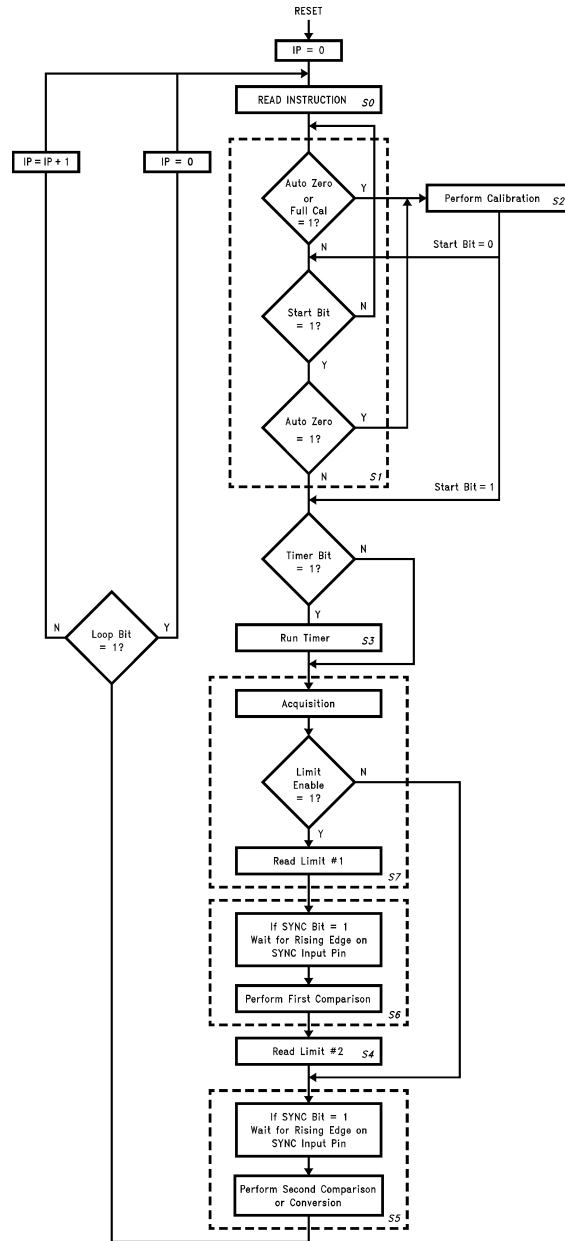 RESET
IP = 0
READ INSTRUCTION S0
IP = IP + 1
IP = 0
Auto Zero
or
Full Cal
= 1?
Y
N
Perform Calibration S2
Start Bit = 0
Start Bit
= 1?
N
Y
Auto Zero
= 1?
Y
N
S1
Start Bit = 1
Timer Bit
= 1?
N
Y
Loop Bit
= 1?
N
Y
Run Timer S3
Acquisition
Limit
Enable
= 1?
N
Y
Read Limit #1
S7
If SYNC Bit = 1
Wait for Rising Edge on
SYNC Input Pin
Perform First Comparison
S6
Read Limit #2 S4
If SYNC Bit = 1
Wait for Rising Edge on
SYNC Input Pin
Perform Second Comparison
or Conversion
S5